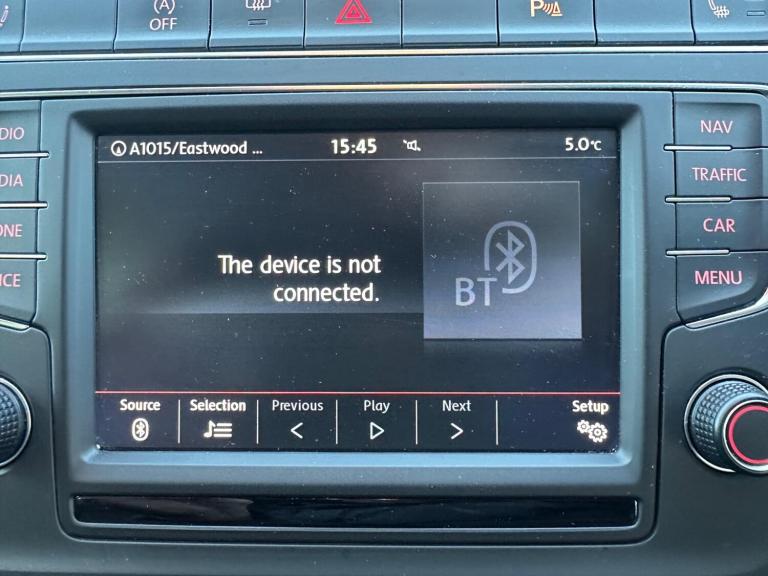 (A)
OFF
P
A1015/Eastwood ...
15:45
5.0°C
DIO
DIA
ONE
ICE
NAV
TRAFFIC
CAR
MENU
The device is not
connected.
BT
Source
Selection
Previous
Play
Next
Setup